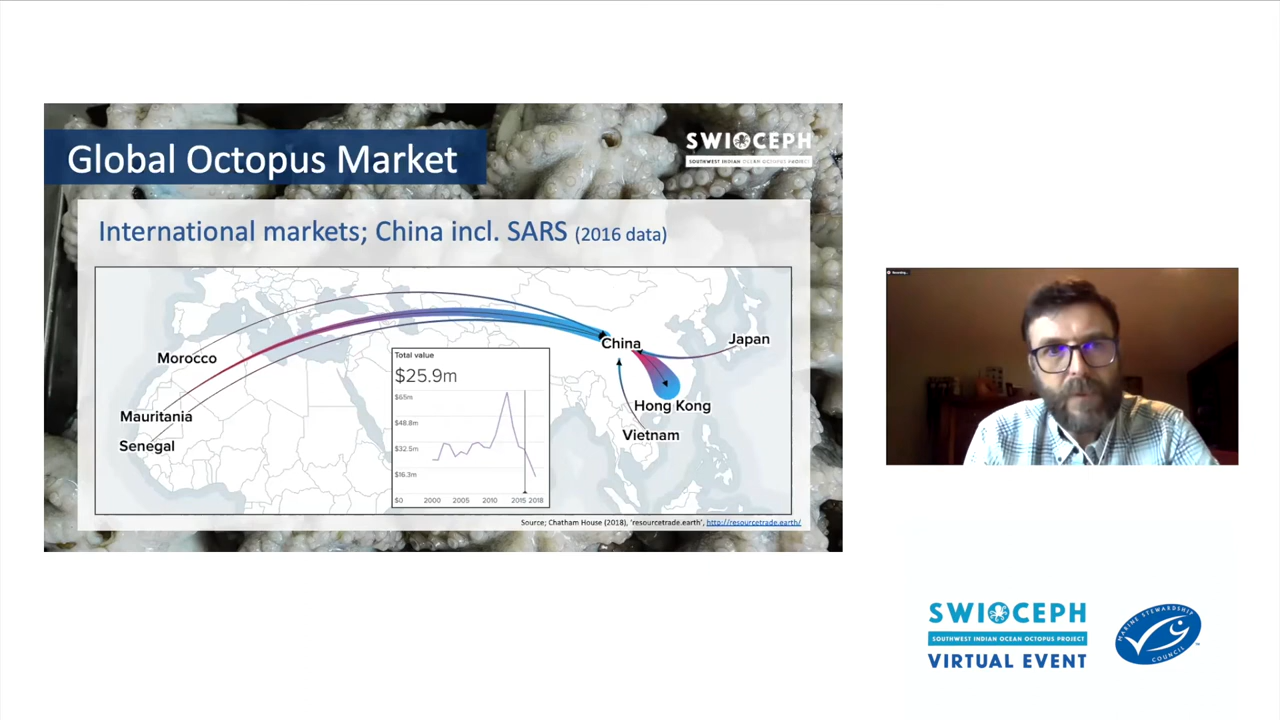 Global Octopus Market
SWIOCEPH
SOUTHWEST INDIAN OCEAN OCTOPUS PROJECT
International markets; China incl. SARS (2016 data)
Morocco
Mauritania
Senegal
China
Japan
Hong Kong
Vietnam
Total value
$25.9m
$65m
$48.8m
$32.5m
$16.3m
$0
2000 2005 2010 2015 2018
Source; Chatham House (2018), 'resourcetrade.earth', http://resourcetrade.earth/
Recording...
SWIOCEPH
SOUTHWEST INDIAN OCEAN OCTOPUS PROJECT
VIRTUAL EVENT
MARINE STEWARDSHIP COUNCIL
TM